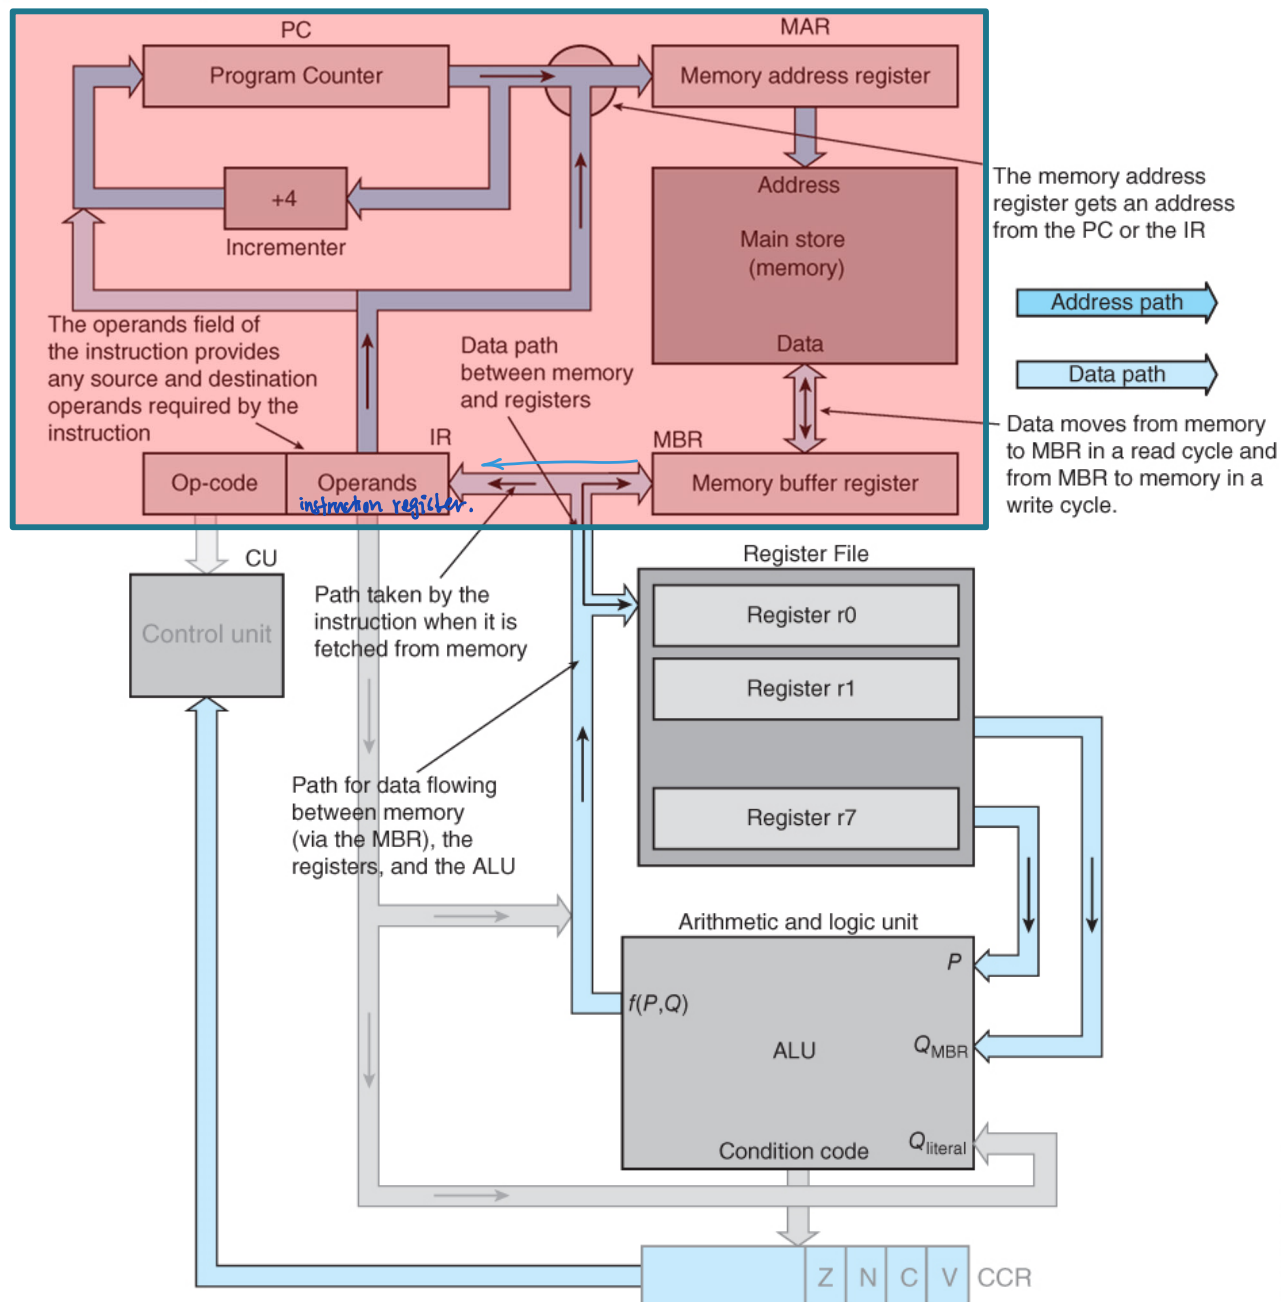 PC
MAR
Program Counter
Memory address register
+4
Incrementer
Address
Main store
(memory)
Data
The memory address
register gets an address
from the PC or the IR
Address path
Data path
The operands field of
the instruction provides
any source and destination
operands required by the
instruction
Data path
between memory
and registers
IR
MBR
Op-code
Operands
instruction register.
Memory buffer register
Data moves from memory
to MBR in a read cycle and
from MBR to memory in a
write cycle.
CU
Control unit
Path taken by the
instruction when it is
fetched from memory
Register File
Register r0
Register r1
Register r7
Path for data flowing
between memory
(via the MBR), the
registers, and the ALU
Arithmetic and logic unit
P
f(P,Q)
ALU
QMBR
Qliteral
Condition code
Z N C V CCR